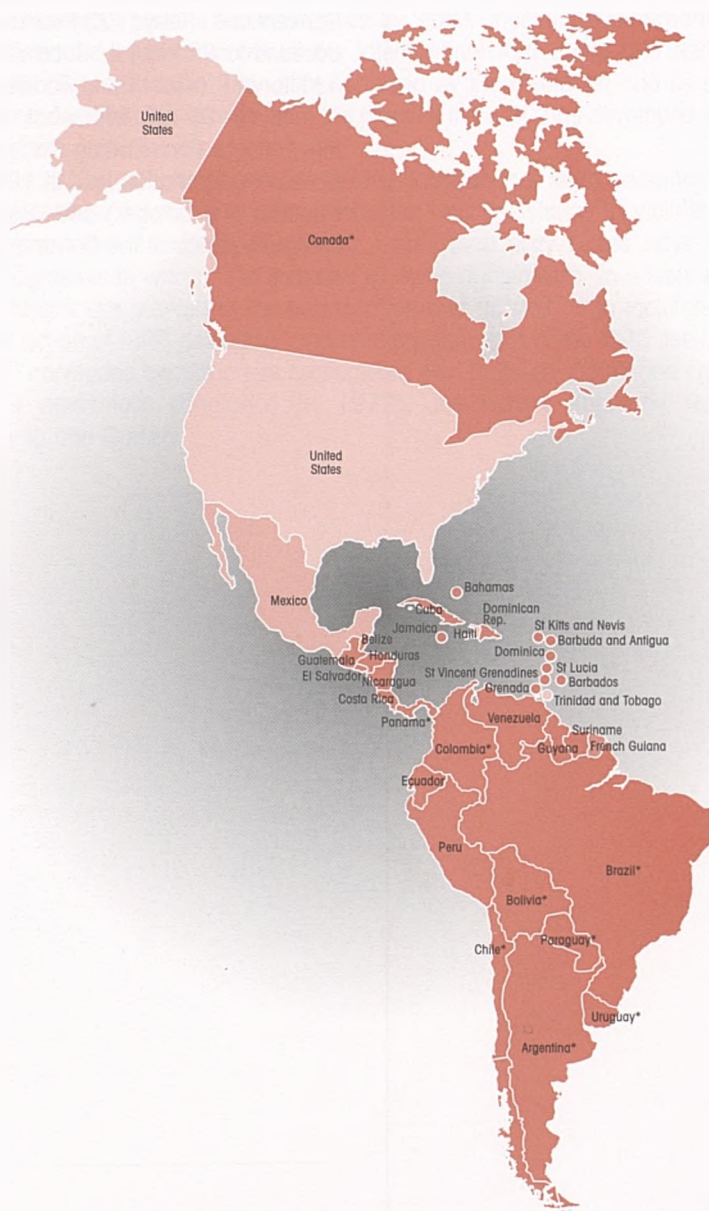 United
States
Canada*
United
States
Mexico
Bahamas
Cuba
Dominican
Rep.
Jamaica
Haiti
St Kitts and Nevis
Barbuda and Antigua
Belize
Dominica
Guatemala
Honduras
St Lucia
El Salvador
St Vincent Grenadines
Barbados
Nicaragua
Grenada
Costa Rica
Trinidad and Tobago
Panama*
Venezuela
Suriname
Colombia*
Guyana
French Guiana
Ecuador
Peru
Brazil*
Bolivia*
Chile*
Paraguay*
Uruguay*
Argentina*